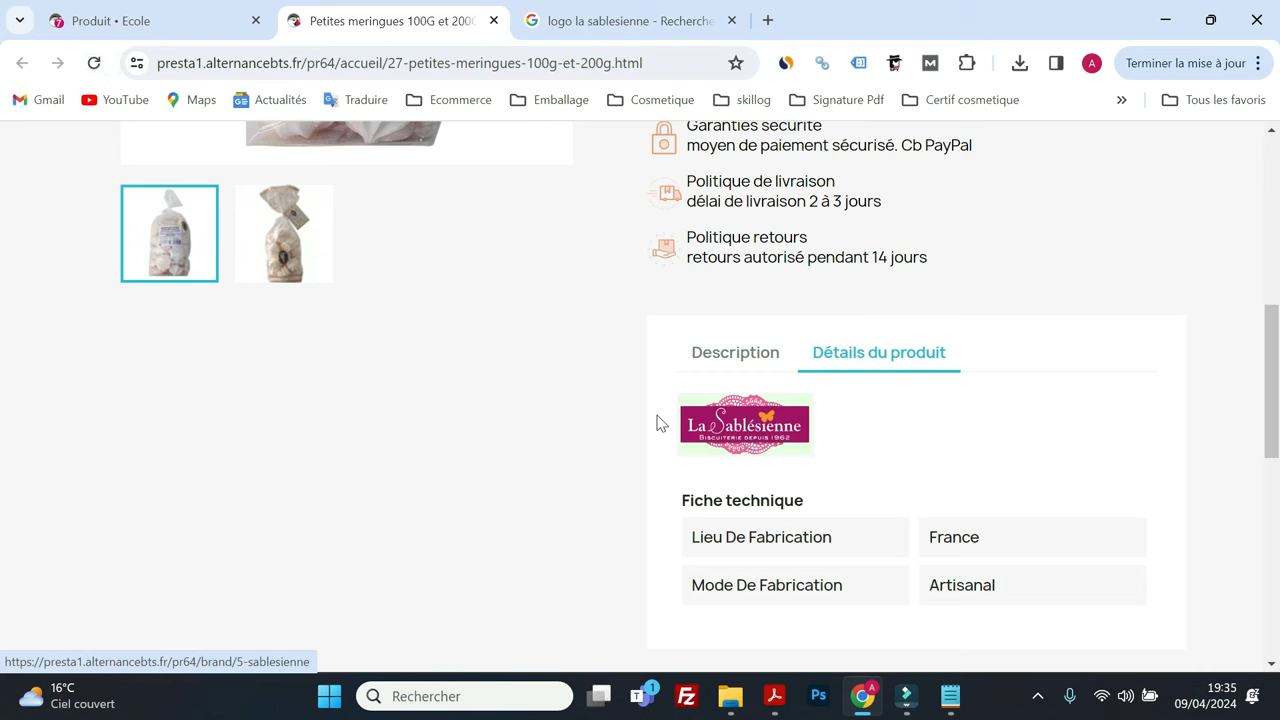 Produit • Ecole
Petites meringues 100G et 200G
logo la sablesienne - Recherche
presta1.alternancebts.fr/pr64/accueil/27-petites-meringues-100g-et-200g.html
A
Terminer la mise à jour
Gmail
YouTube
Maps
Actualités
Traduire
Ecommerce
Emballage
Cosmetique
skillog
Signature Pdf
Certif cosmetique
»
Tous les favoris
Garanties sécurité
moyen de paiement sécurisé. Cb PayPal
Politique de livraison
délai de livraison 2 à 3 jours
Politique retours
retours autorisé pendant 14 jours
Description
Détails du produit
La Sablésienne
Biscuiterie depuis 1962
Fiche technique
Lieu De Fabrication
France
Mode De Fabrication
Artisanal
https://presta1.alternancebts.fr/pr64/brand/5-sablesienne
16°C
Ciel couvert
Rechercher
1
Ps
A
19:35
09/04/2024